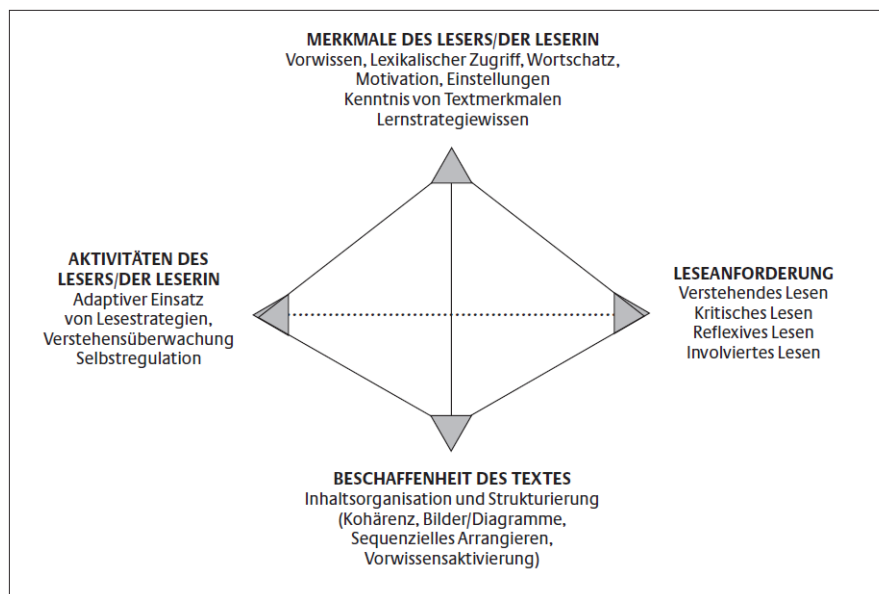 MERKMALE DES LESERS/DER LESERIN
Vorwissen, Lexikalischer Zugriff, Wortschatz,
Motivation, Einstellungen
Kenntnis von Textmerkmalen
Lernstrategiewissen
AKTIVITÄTEN DES
LESERS/DER LESERIN
Adaptiver Einsatz
von Lesestrategien,
Verstehensüberwachung
Selbstregulation
LESEANFORDERUNG
Verstehendes Lesen
Kritisches Lesen
Reflexives Lesen
Involviertes Lesen
BESCHAFFENHEIT DES TEXTES
Inhaltsorganisation und Strukturierung
(Kohärenz, Bilder/Diagramme,
Sequenzielles Arrangieren,
Vorwissensaktivierung)